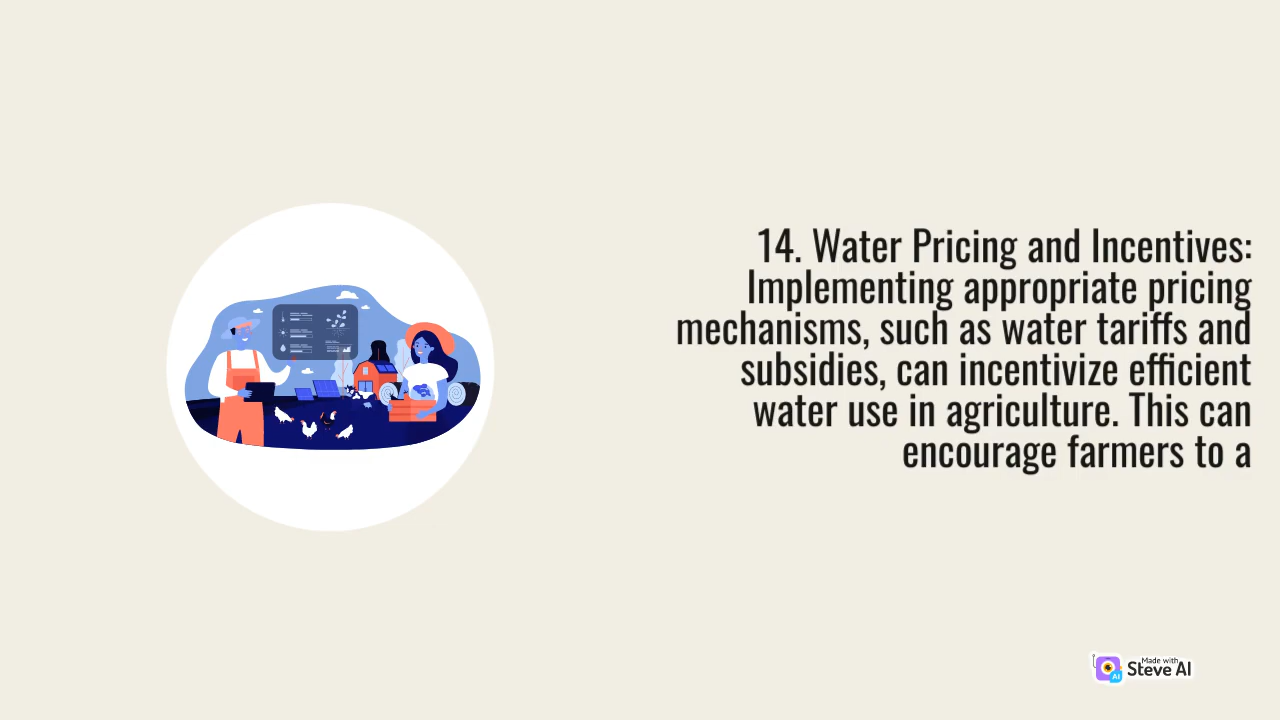 14. Water Pricing and Incentives:
Implementing appropriate pricing
mechanisms, such as water tariffs and
subsidies, can incentivize efficient
water use in agriculture. This can
encourage farmers to a
Made with
Steve AI
AI